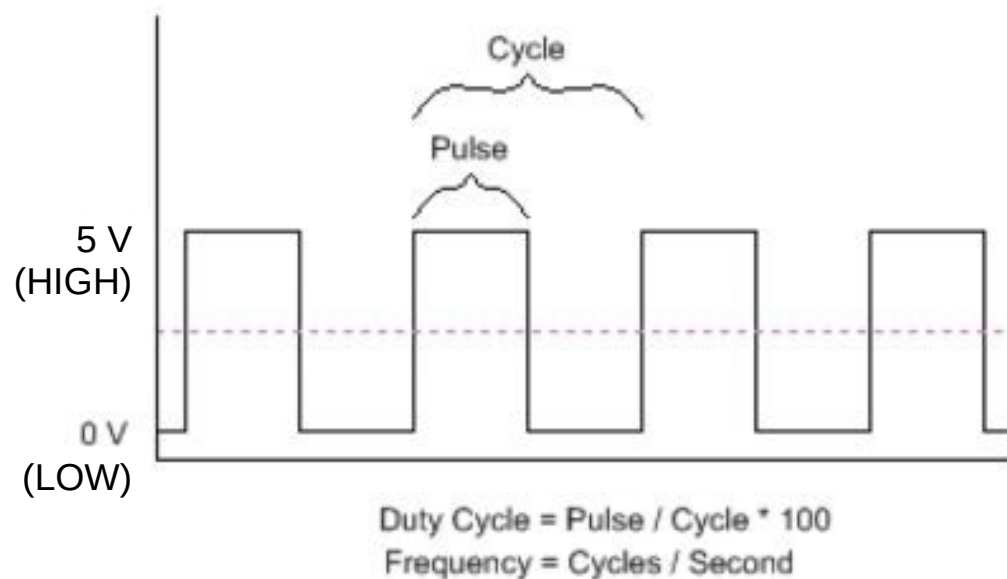 Cycle
Pulse
5 V
(HIGH)
0 V
(LOW)
Duty Cycle = Pulse / Cycle * 100
Frequency = Cycles / Second